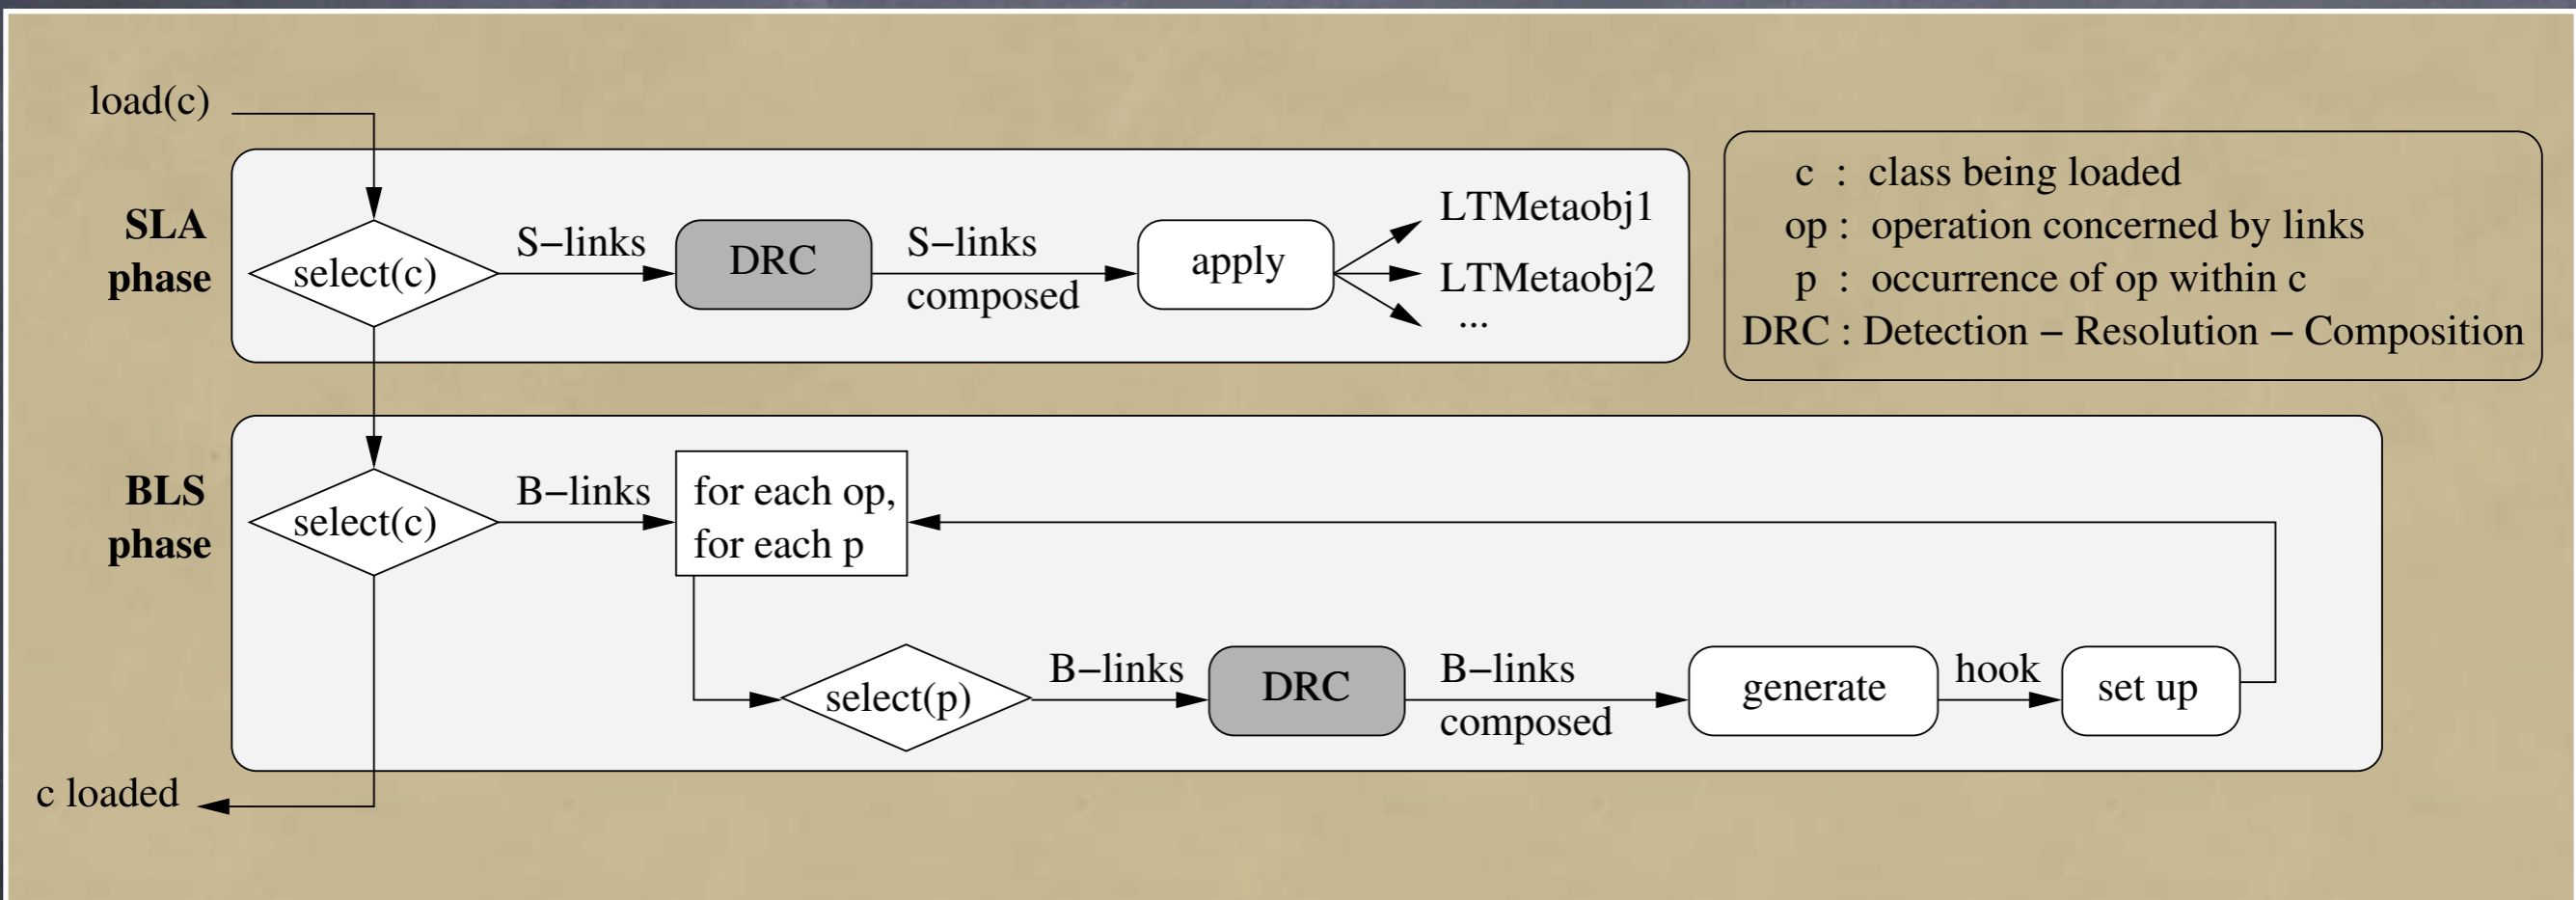 load(c)
SLA
phase
select(c)
S−links
DRC
S−links
composed
apply
LTMetaobj1
LTMetaobj2
...
c : class being loaded
op : operation concerned by links
p : occurrence of op within c
DRC : Detection − Resolution − Composition
BLS
phase
select(c)
B−links
for each op,
for each p
select(p)
B−links
DRC
B−links
composed
generate
hook
set up
c loaded